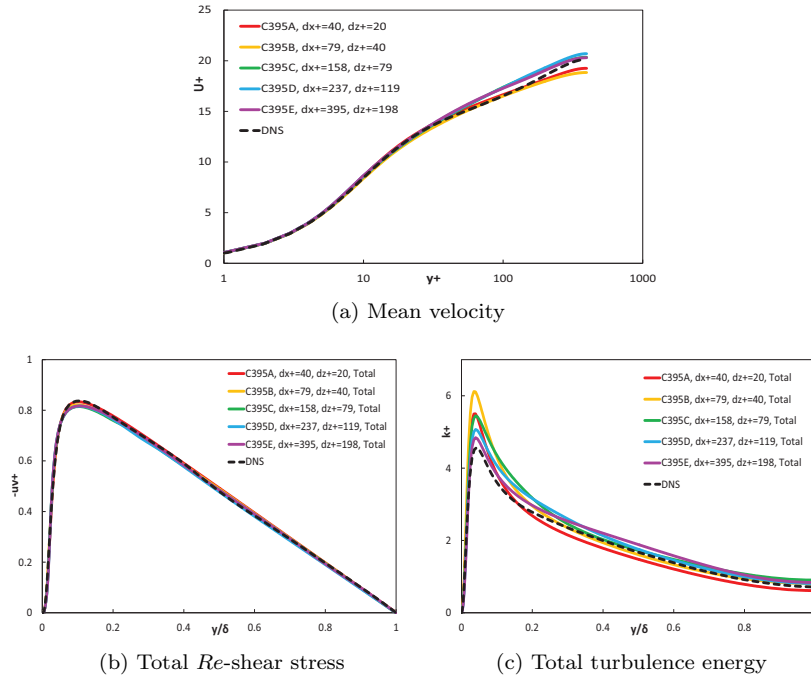 25
20
15
10
5
0
U+
C395A, dx+=40, dz+=20
C395B, dx+=79, dz+=40
C395C, dx+=158, dz+=79
C395D, dx+=237, dz+=119
C395E, dx+=395, dz+=198
DNS
1
10
100
1000
y+
(a) Mean velocity
1
0.8
0.6
0.4
0.2
0
-uv+
C395A, dx+=40, dz+=20, Total
C395B, dx+=79, dz+=40, Total
C395C, dx+=158, dz+=79, Total
C395D, dx+=237, dz+=119, Total
C395E, dx+=395, dz+=198, Total
DNS
0
0.2
0.4
0.6
0.8
1
y/δ
(b) Total Re-shear stress
6
4
2
0
k+
C395A, dx+=40, dz+=20, Total
C395B, dx+=79, dz+=40, Total
C395C, dx+=158, dz+=79, Total
C395D, dx+=237, dz+=119, Total
C395E, dx+=395, dz+=198, Total
DNS
0
0.2
0.4
0.6
0.8
y/δ
(c) Total turbulence energy